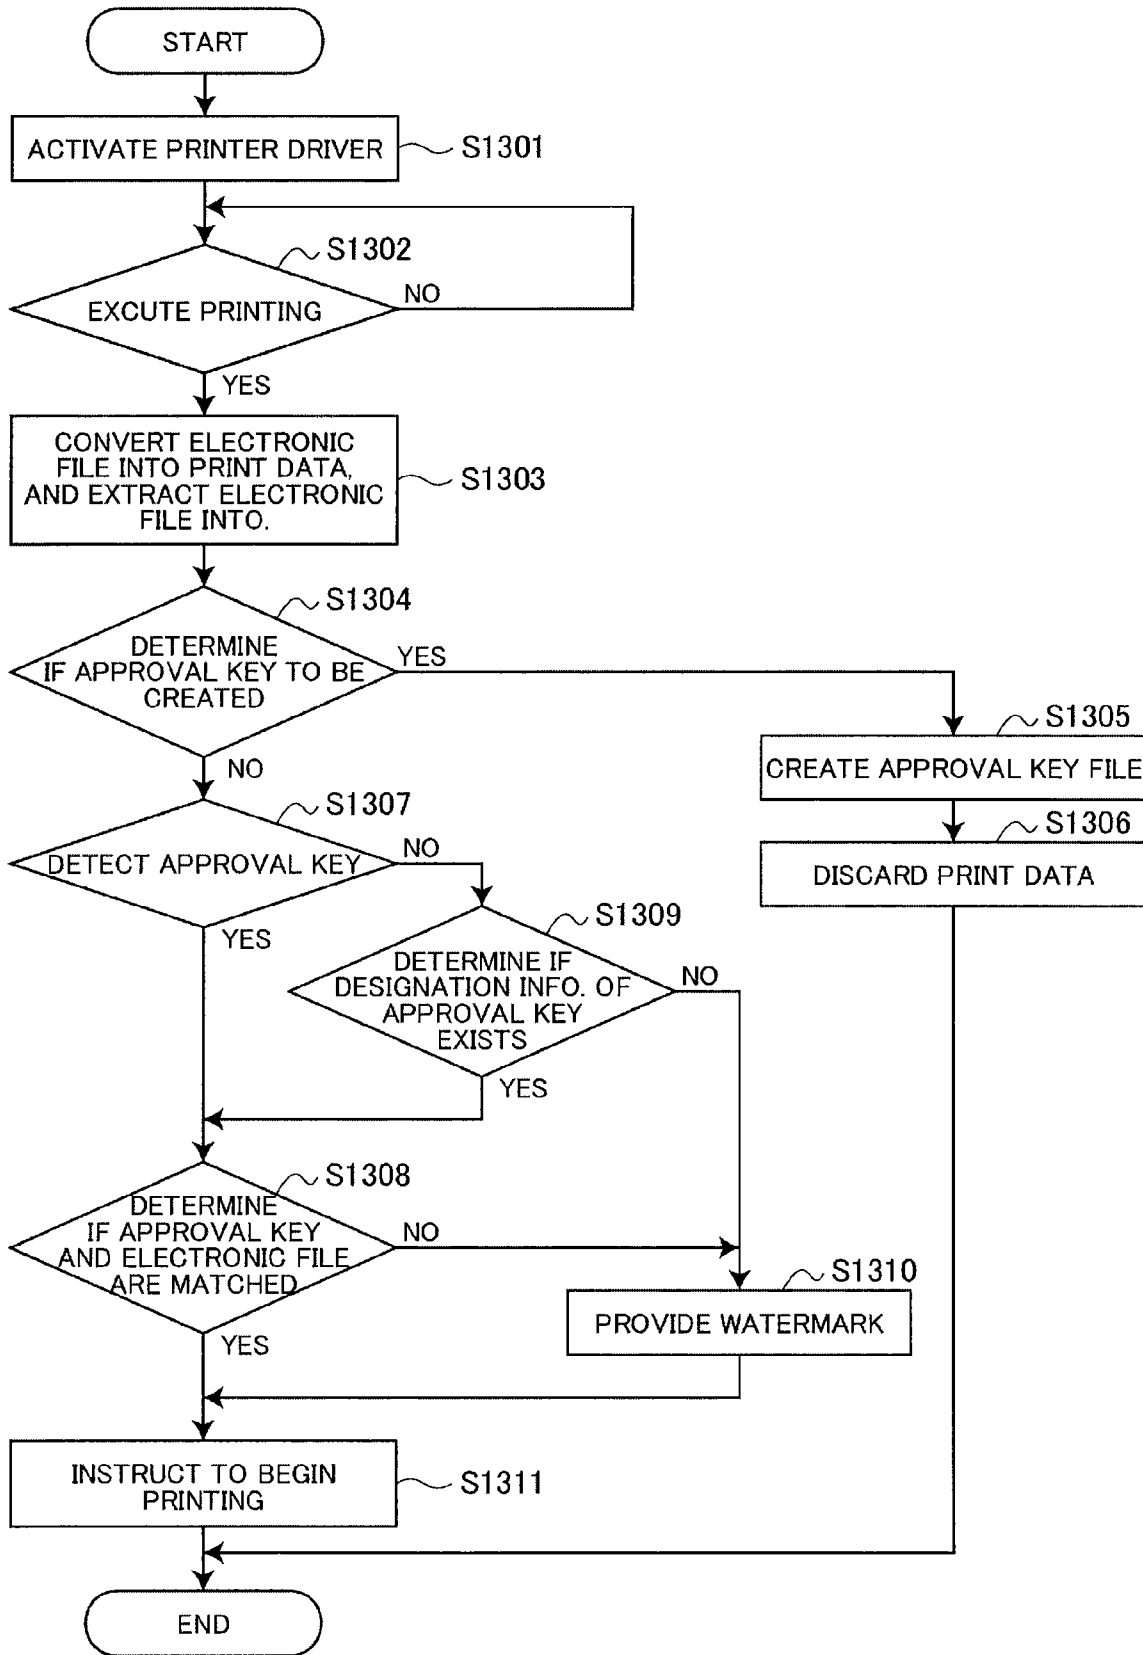 START
ACTIVATE PRINTER DRIVER
S1301
S1302
EXCUTE PRINTING
NO
YES
CONVERT ELECTRONIC
FILE INTO PRINT DATA,
AND EXTRACT ELECTRONIC
FILE INTO.
S1303
S1304
DETERMINE
IF APPROVAL KEY TO BE
CREATED
YES
NO
S1305
CREATE APPROVAL KEY FILE
S1306
DISCARD PRINT DATA
S1307
DETECT APPROVAL KEY
NO
YES
S1309
DETERMINE IF
DESIGNATION INFO. OF
APPROVAL KEY
EXISTS
NO
YES
S1308
DETERMINE
IF APPROVAL KEY
AND ELECTRONIC FILE
ARE MATCHED
NO
YES
S1310
PROVIDE WATERMARK
INSTRUCT TO BEGIN
PRINTING
S1311
END